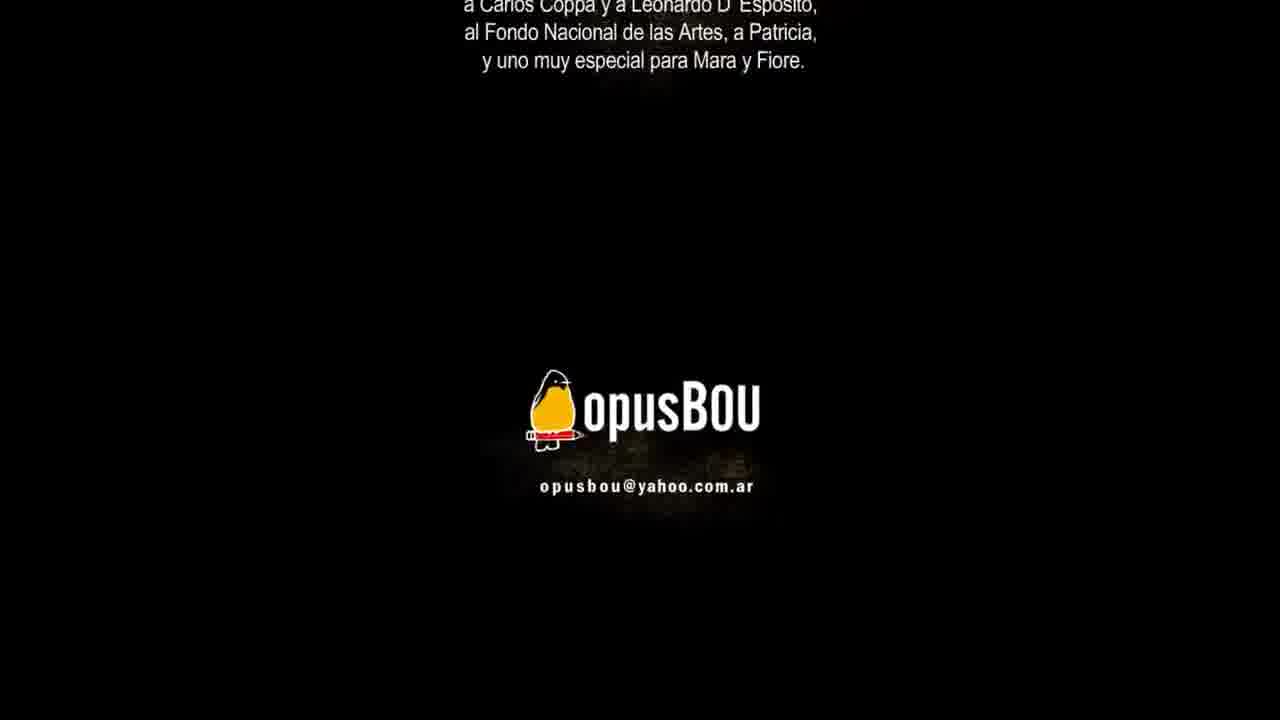 a Carlos Coppa y a Leonardo D' Esposito,
al Fondo Nacional de las Artes, a Patricia,
y uno muy especial para Mara y Fiore.
opusBOU
opusbou@yahoo.com.ar